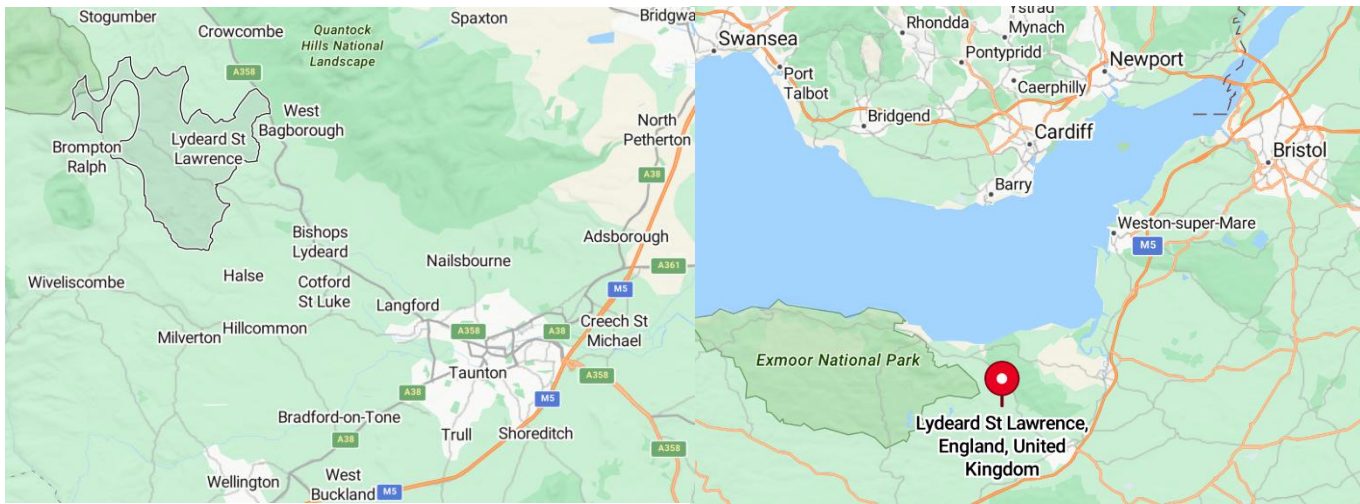 Stogumber
Crowcombe
Spaxton
Bridgwa
Quantock
Hills National
Landscape
A358
West
Bagborough
Lydeard St
Lawrence
Brompton
Ralph
North
Petherton
A38
Bishops
Lydeard
Adsborough
Nailsbourne
A361
Halse
Wiveliscombe
Cotford
St Luke
M5
Langford
Hillcommon
Milverton
A358
A38
Creech St
Michael
Taunton
A358
A38
M5
Bradford-on-Tone
Trull
Shoreditch
A38
A358
Wellington
West
Buckland
M5
Rhondda
Ystrad
Mynach
Swansea
Pontypridd
Newport
Port
Talbot
Caerphilly
Bridgend
Cardiff
Bristol
Barry
Weston-super-Mare
M5
Exmoor National Park
Lydeard St Lawrence,
England, United
Kingdom